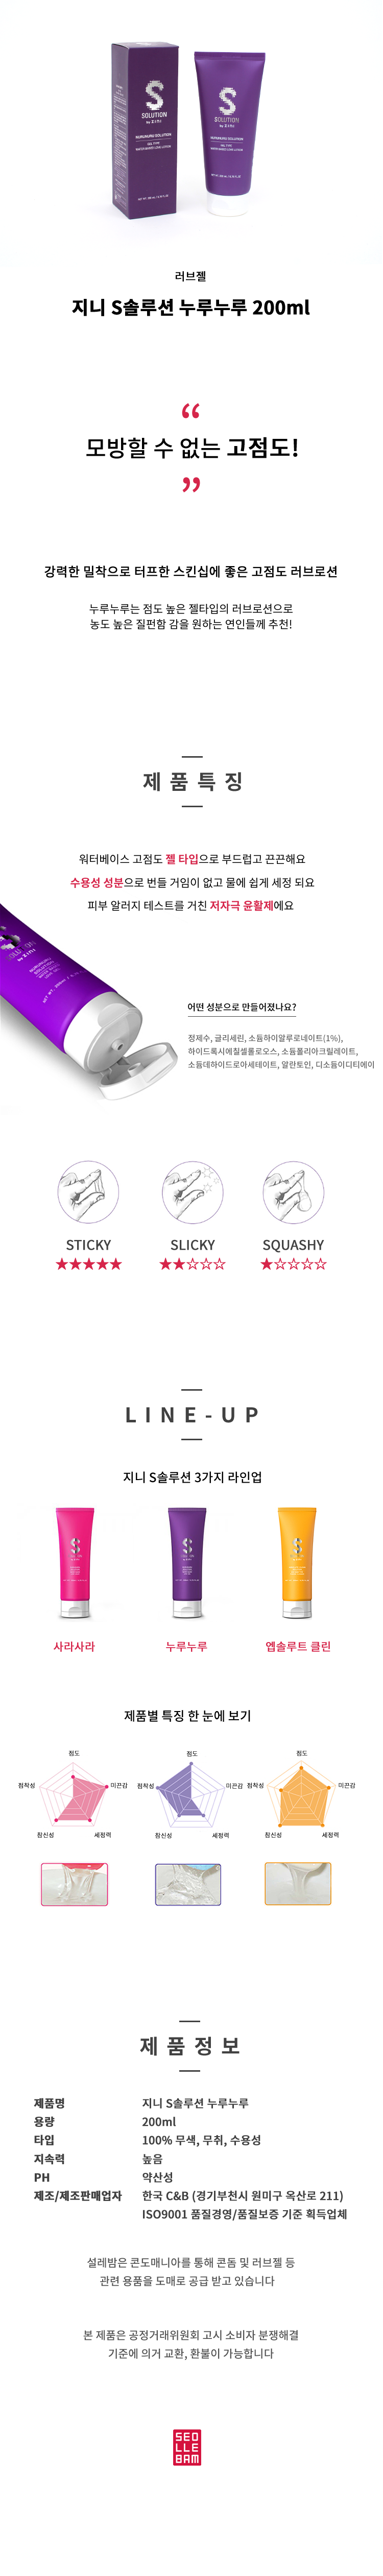 S
SOLUTION
by Zini
NURUNURU SOLUTION
GEL TYPE
WATER BASED LOVE LOTION
S
SOLUTION
by Zini
NURUNURU SOLUTION
GEL TYPE
WATER BASED LOVE LOTION
러브젤
지니 S솔루션 누루누루 200ml
“
모방할 수 없는 고점도!
”
강력한 밀착으로 터프한 스킨십에 좋은 고점도 러브로션
누루누루는 점도 높은 젤타입의 러브로션으로
농도 높은 질펀함 감을 원하는 연인들께 추천!
제품특징
워터베이스 고점도 젤 타입으로 부드럽고 끈끈해요
수용성 성분으로 번들 거임이 없고 물에 쉽게 세정 되요
피부 알러지 테스트를 거친 저자극 윤활제에요
어떤 성분으로 만들어졌나요?
정제수, 글리세린, 소듐하이알루로네이트(1%),
하이드록시에칠셀룰로오스, 소듐폴리아크릴레이트,
소듐데하이드로아세테이트, 알란토인, 디소듐이디티에이
STICKY SLICKY SQUASHY
★★★★★ ★★☆☆☆ ★☆☆☆☆
LINE-UP
지니 S솔루션 3가지 라인업
사라사라 누루누루 엡솔루트 클린
제품별 특징 한 눈에 보기
점도 점도 점도
점착성 미끈감 점착성 미끈감 점착성 미끈감
참신성 세정력 참신성 세정력 참신성 세정력
제품정보
제품명 지니 S솔루션 누루누루
용량 200ml
타입 100% 무색, 무취, 수용성
지속력 높음
PH 약산성
제조/제조판매업자 한국 C&B (경기부천시 원미구 옥산로 211)
ISO9001 품질경영/품질보증 기준 획득업체
설레밤은 콘도매니아를 통해 콘돔 및 러브젤 등
관련 용품을 도매로 공급 받고 있습니다
본 제품은 공정거래위원회 고시 소비자 분쟁해결
기준에 의거 교환, 환불이 가능합니다
SEO
LLE
BAM